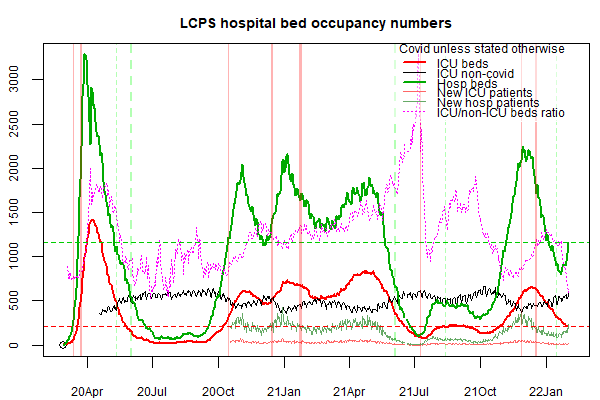 LCPS hospital bed occupancy numbers
Covid unless stated otherwise
ICU beds
ICU non-covid
Hosp beds
New ICU patients
New hosp patients
ICU/non-ICU beds ratio
3000
2500
2000
1500
1000
500
0
20Apr 20Jul 20Oct 21Jan 21Apr 21Jul 21Oct 22Jan